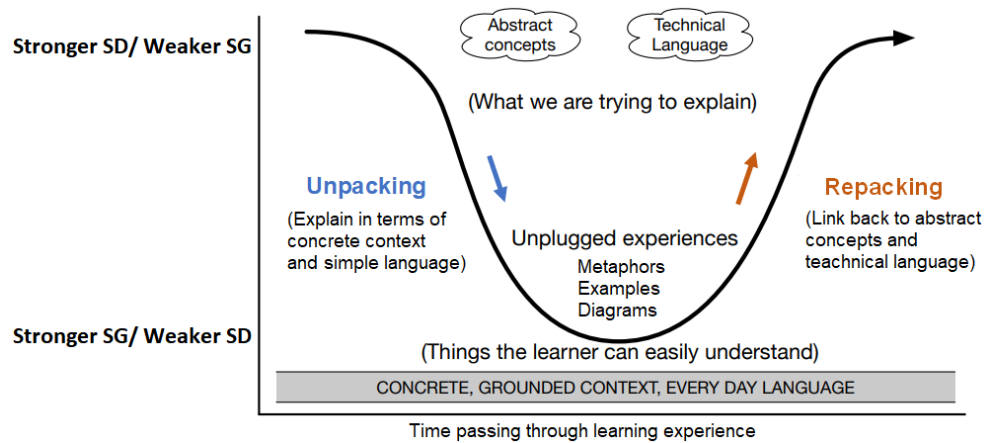 Stronger SD/ Weaker SG
Abstract
concepts
Technical
Language
(What we are trying to explain)
Unpacking
(Explain in terms of
concrete context
and simple language)
Repacking
(Link back to abstract
concepts and
teachnical language)
Unplugged experiences
Metaphors
Examples
Diagrams
Stronger SG/ Weaker SD
(Things the learner can easily understand)
CONCRETE, GROUNDED CONTEXT, EVERY DAY LANGUAGE
Time passing through learning experience